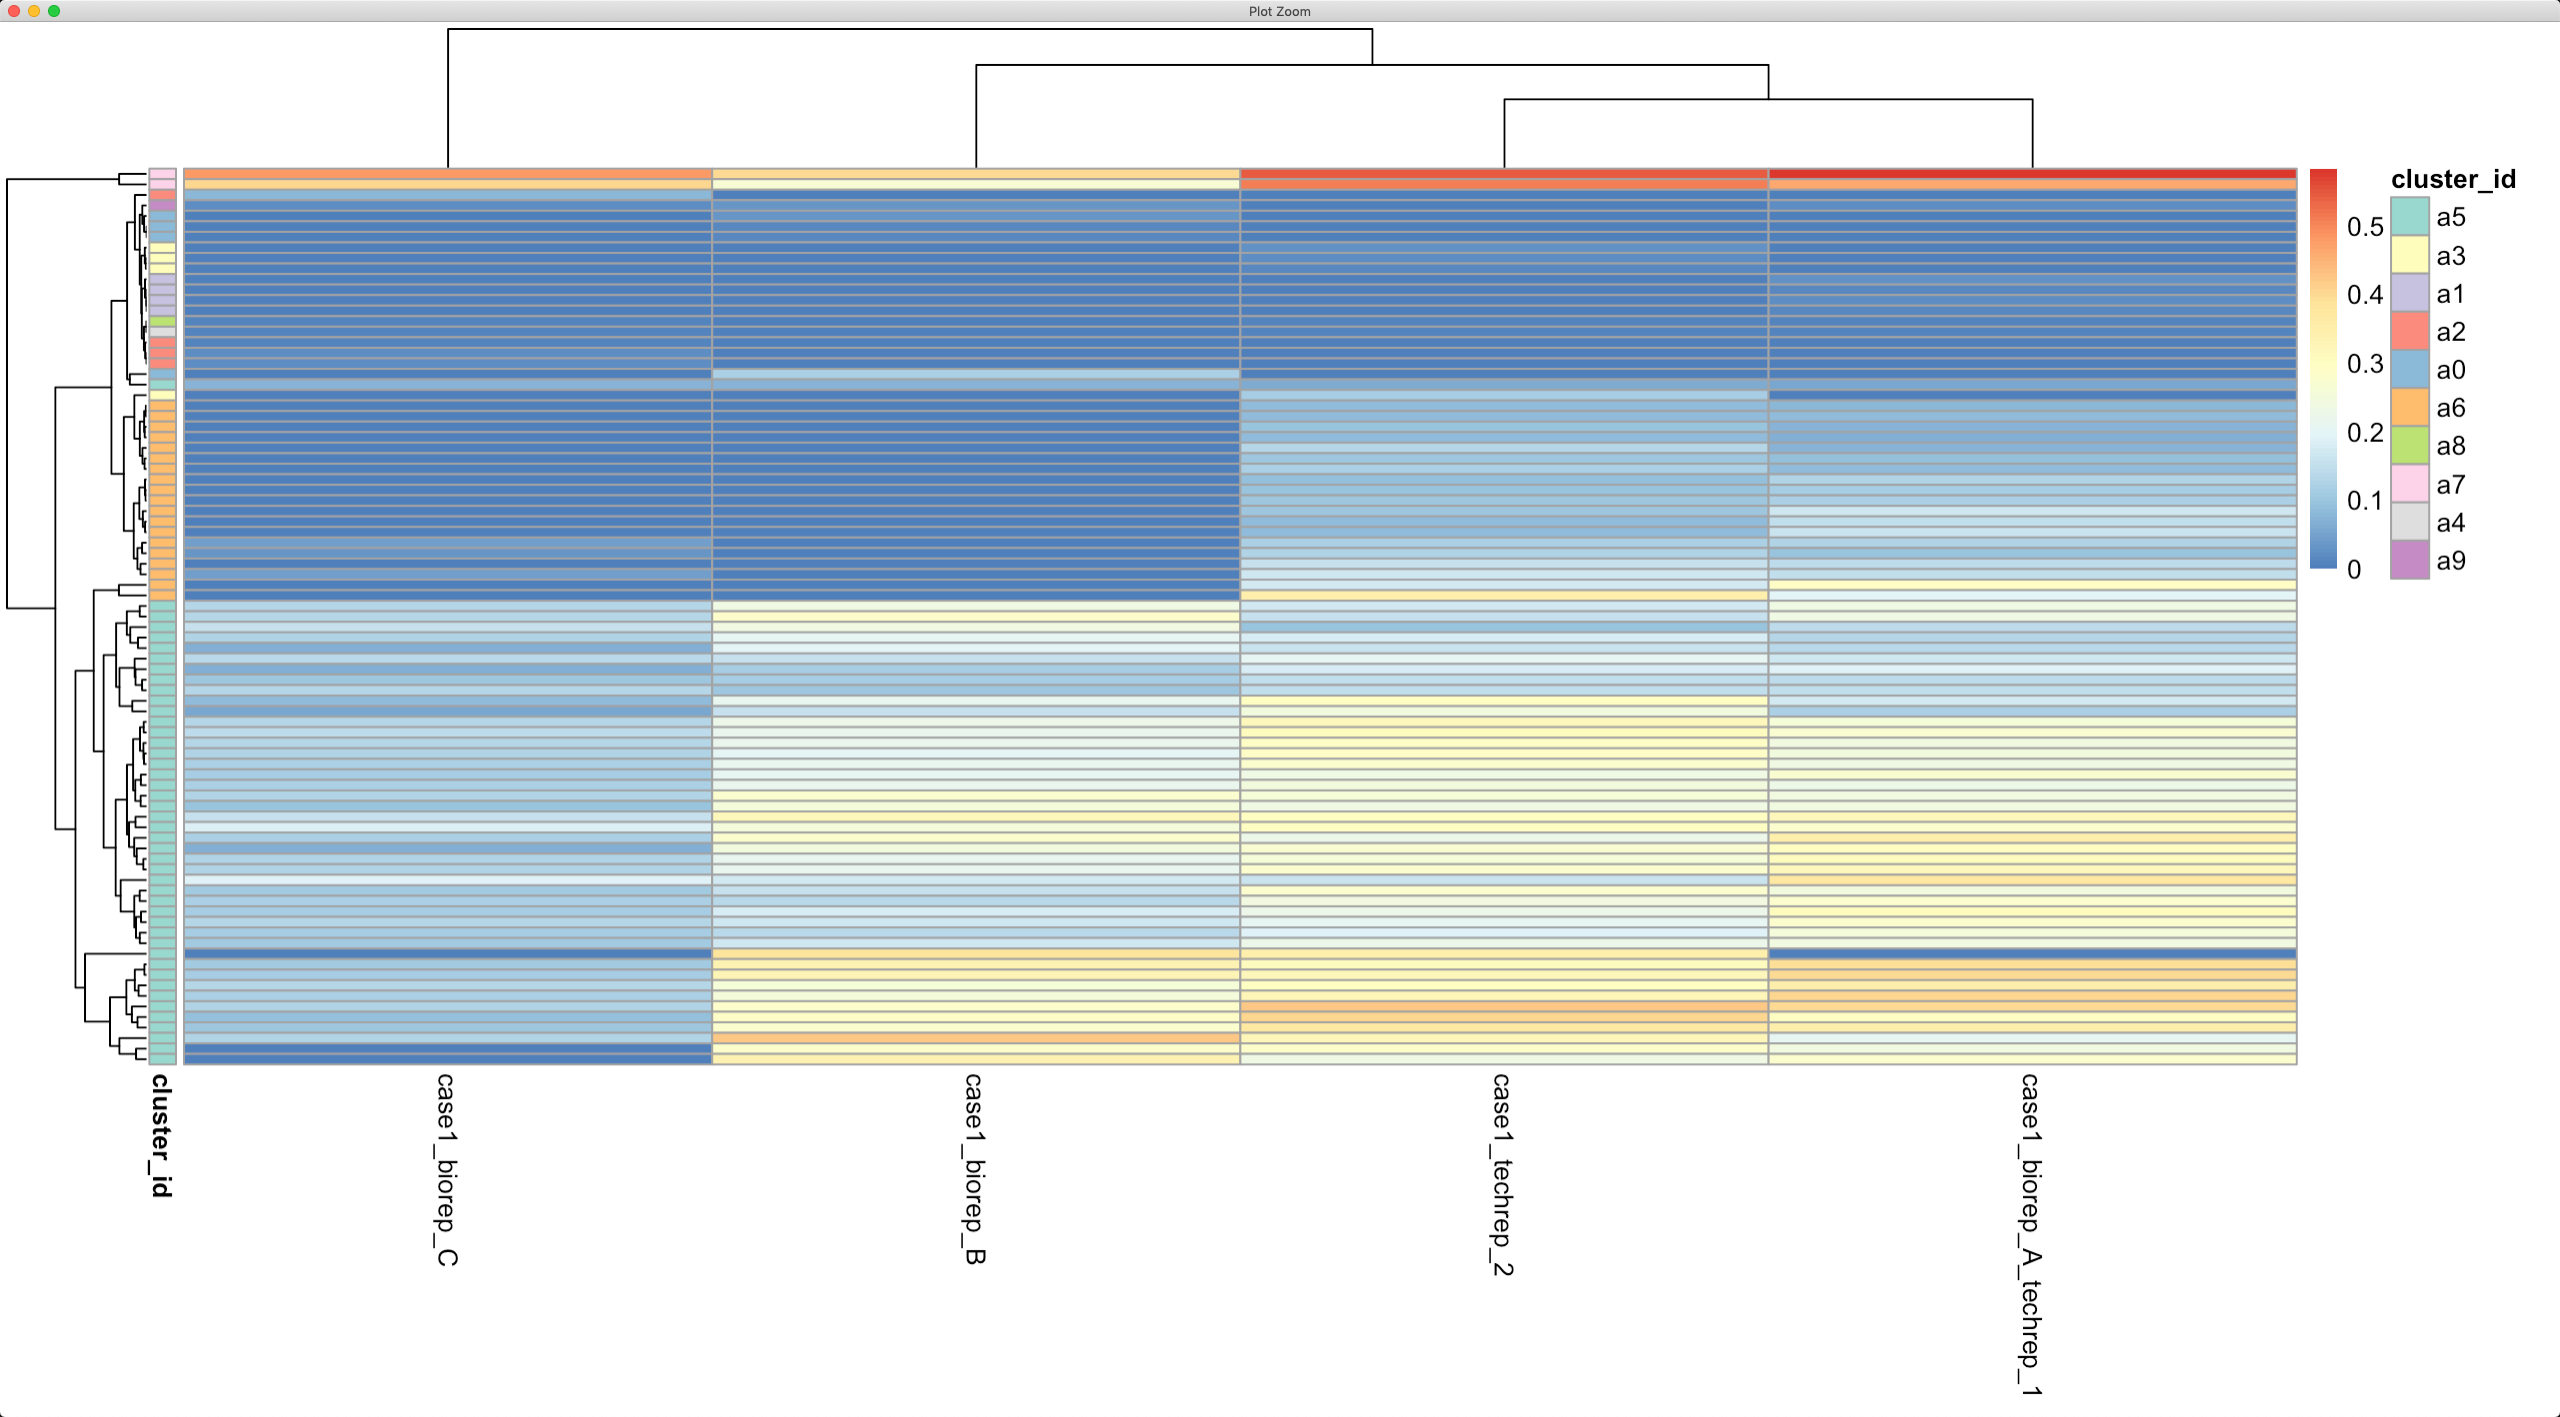 Plot Zoom
cluster_id
a5
a3
a1
a2
a0
a6
a8
a7
a4
a9
0.5
0.4
0.3
0.2
0.1
0
cluster_id
case1_biorep_C
case1_biorep_B
case1_techrep_2
case1_biorep_A_techrep_1